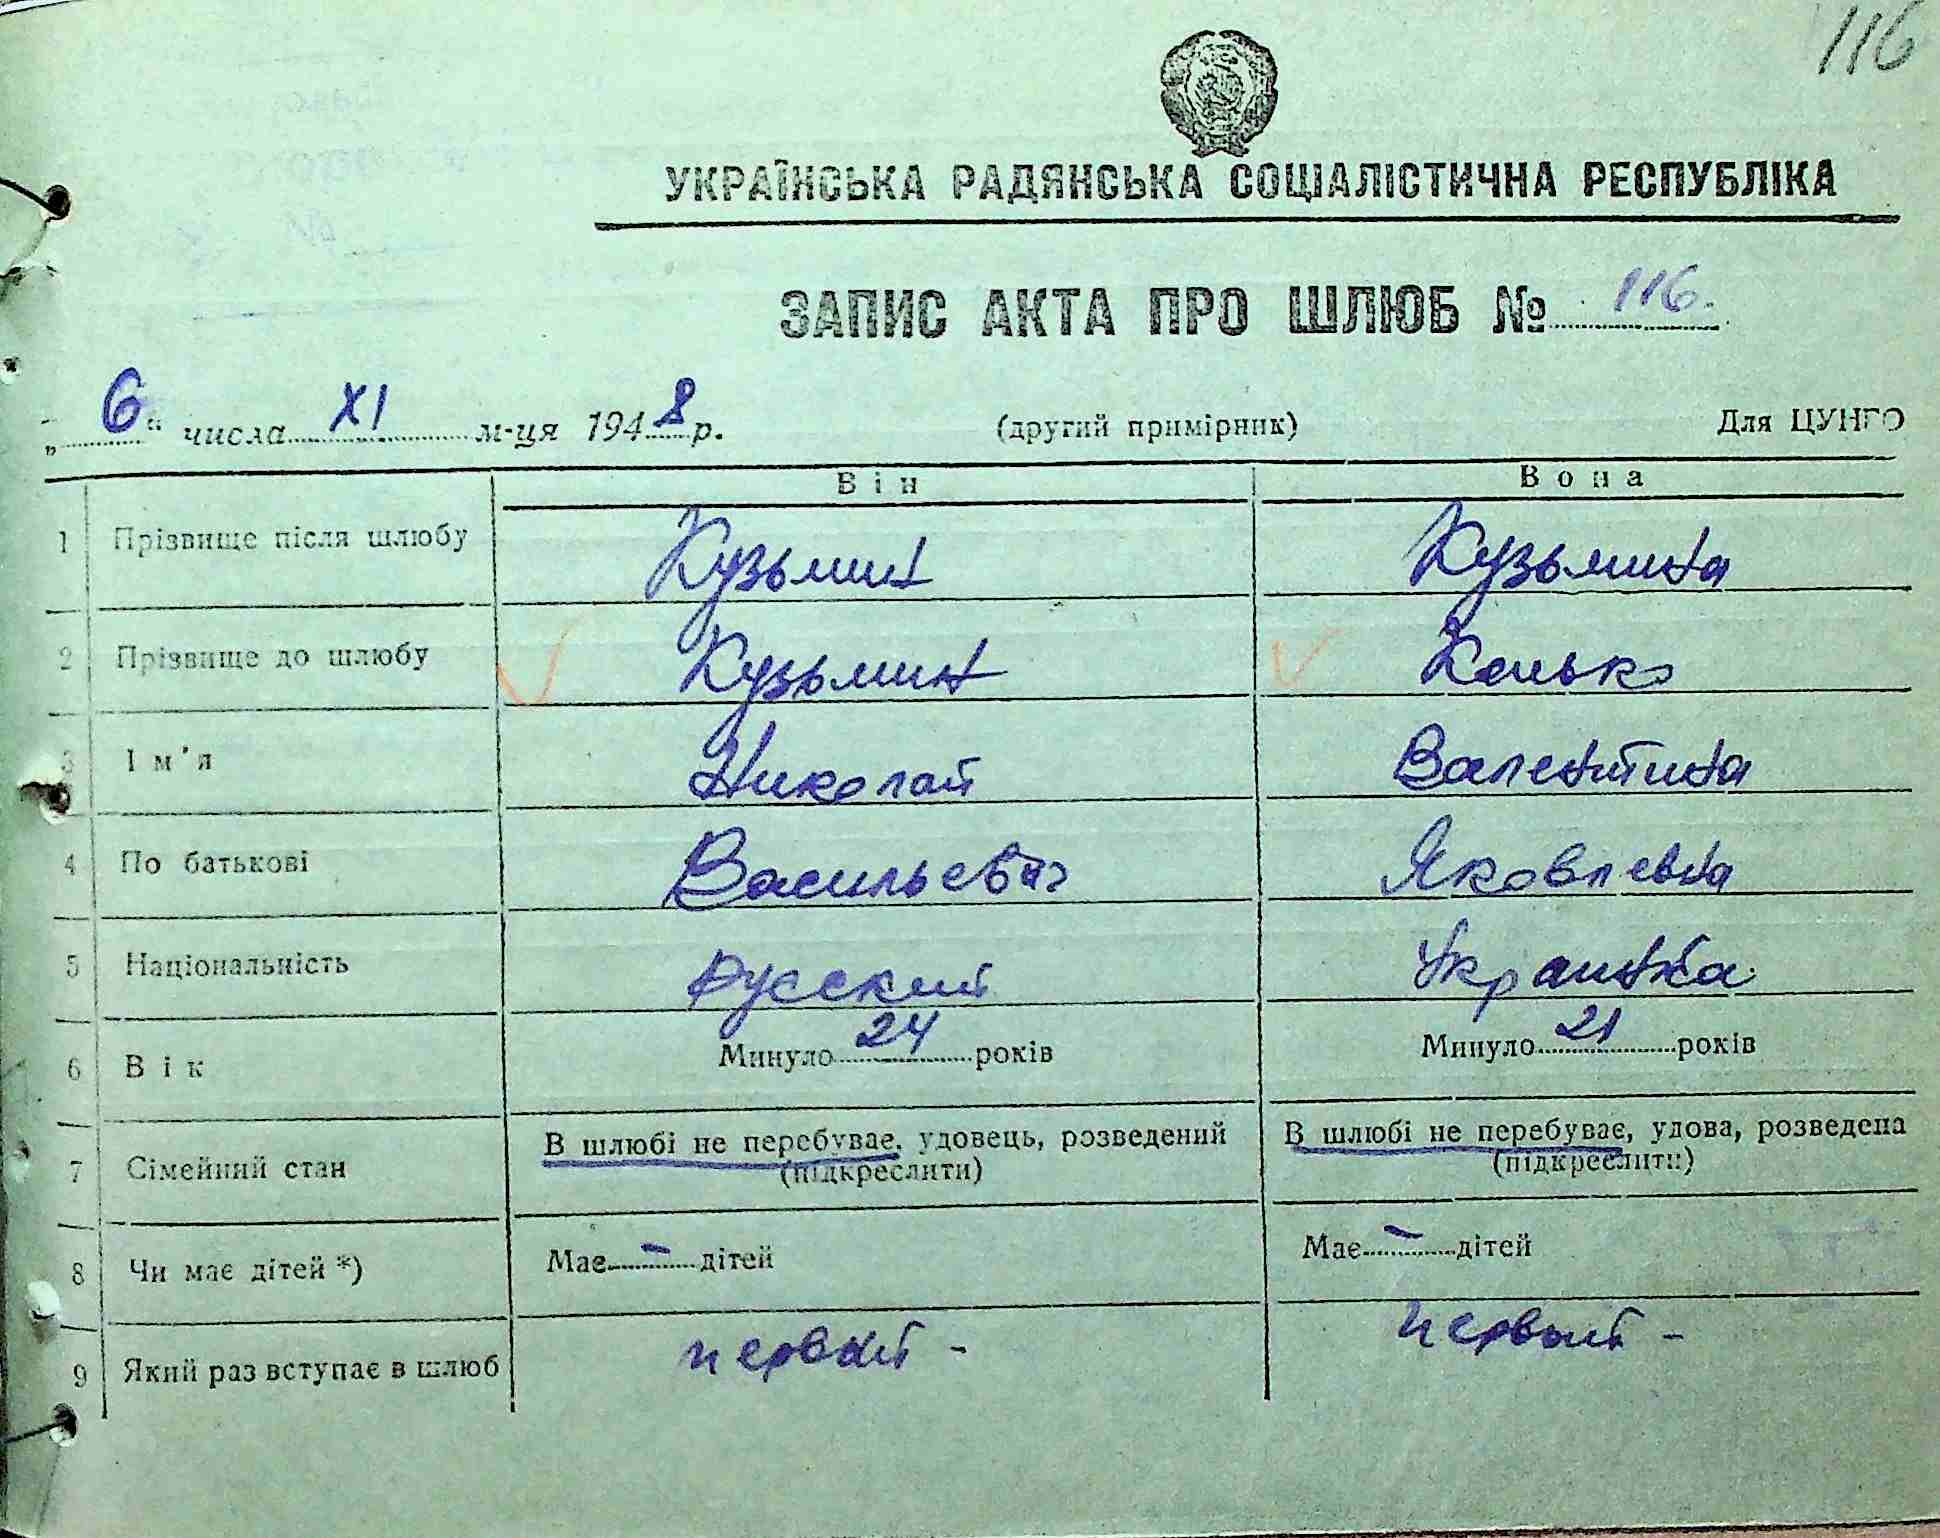 116
УКРАЇНСЬКА РАДЯНСЬКА СОЦІАЛІСТИЧНА РЕСПУБЛІКА
ЗАПИС АКТА ПРО ШЛЮБ № 116.
„ 6 “ числа XI м-ця 1948 р. (другий примірник) Для ЦУНГО
Він Вона
1 Прізвище після шлюбу Кузьмин Кузьмина
2 Прізвище до шлюбу Кузьмин
3 Ім'я Николай Валентина
4 По батькові Васильевич Яковлевна
5 Національність русский Украинка
6 Вік Минуло 24 років Минуло 21 років
7 Сімейний стан В шлюбі не перебуває, удовець, розведений (підкреслити) В шлюбі не перебуває, удова, розведена (підкреслити)
8 Чи має дітей *) Має – дітей Має – дітей
9 Який раз вступає в шлюб первый - первый -